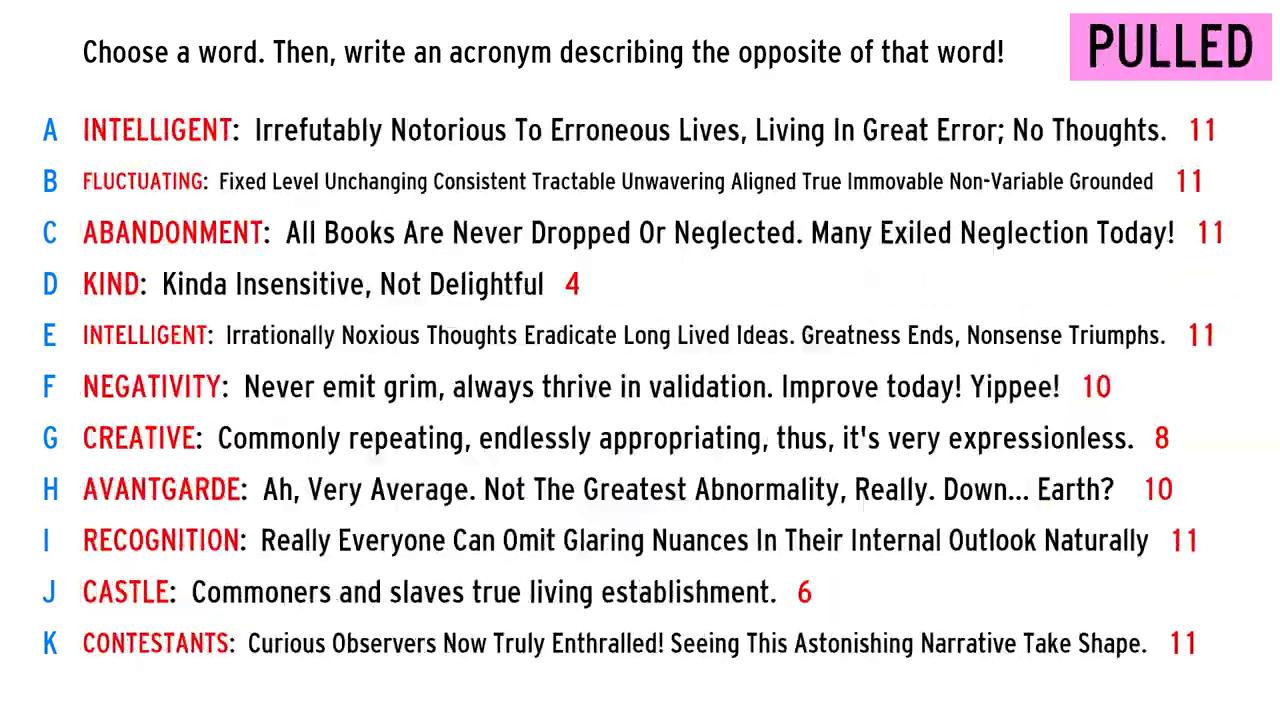 Choose a word. Then, write an acronym describing the opposite of that word!
PULLED
A INTELLIGENT: Irrefutably Notorious To Erroneous Lives, Living In Great Error; No Thoughts. 11
B FLUCTUATING: Fixed Level Unchanging Consistent Tractable Unwavering Aligned True Immovable Non-Variable Grounded 11
C ABANDONMENT: All Books Are Never Dropped Or Neglected. Many Exiled Neglection Today! 11
D KIND: Kinda Insensitive, Not Delightful 4
E INTELLIGENT: Irrationally Noxious Thoughts Eradicate Long Lived Ideas. Greatness Ends, Nonsense Triumphs. 11
F NEGATIVITY: Never emit grim, always thrive in validation. Improve today! Yippee! 10
G CREATIVE: Commonly repeating, endlessly appropriating, thus, it's very expressionless. 8
H AVANTGARDE: Ah, Very Average. Not The Greatest Abnormality, Really. Down... Earth? 10
I RECOGNITION: Really Everyone Can Omit Glaring Nuances In Their Internal Outlook Naturally 11
J CASTLE: Commoners and slaves true living establishment. 6
K CONTESTANTS: Curious Observers Now Truly Enthralled! Seeing This Astonishing Narrative Take Shape. 11